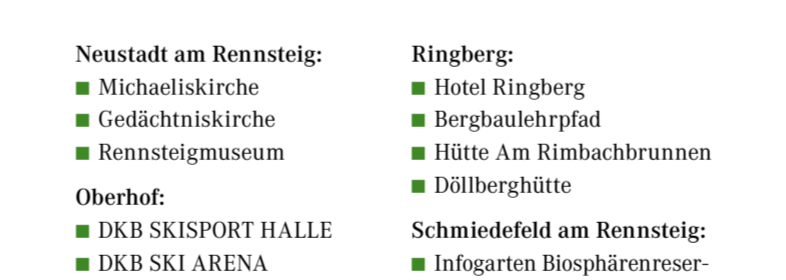 Neustadt am Rennsteig:
■ Michaeliskirche
■ Gedächtniskirche
■ Rennsteigmuseum
Oberhof:
■ DKB SKISPORT HALLE
■ DKB SKI ARENA
Ringberg:
■ Hotel Ringberg
■ Bergbaulehrpfad
■ Hütte Am Rimbachbrunnen
■ Döllberghütte
Schmiedefeld am Rennsteig:
■ Infogarten Biosphärenreser-